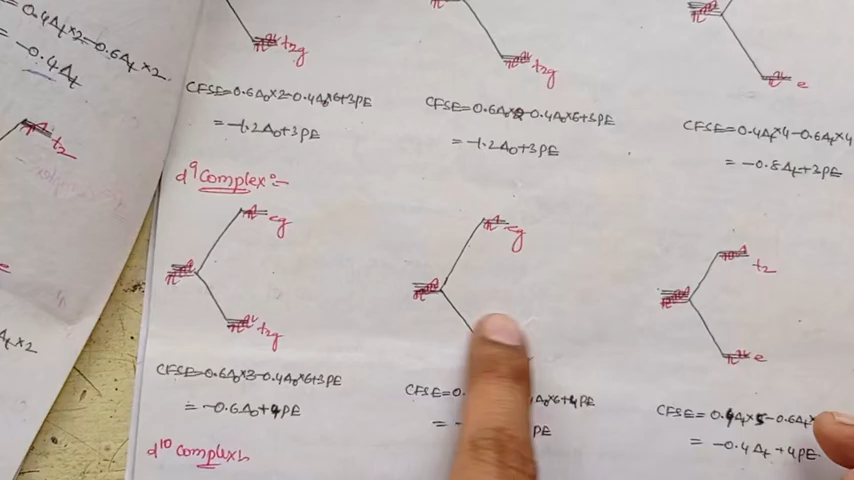 = 0.4Δt×2-0.6Δt×2.
= -0.4Δt
t2
Δt×2
t2g
CFSE=0.6Δo×2-0.4Δo×6+3PE
= -1.2Δo+3PE
t2g
CFSE=0.6Δo×2-0.4Δo×6+3PE
= -1.2Δo+3PE
e
CFSE=0.4Δt×4-0.6Δt×4
= -0.8Δt+3PE
d⁹ Complex:-
eg
t2g
CFSE=0.6Δo×3-0.4Δo×6+3PE
= -0.6Δo+4PE
eg
CFSE=0. Δo×6+4PE
= - PE
t2
e
CFSE= 0.4Δt×5-0.6Δt
= -0.4Δt+4PE
d¹⁰ Complex:-